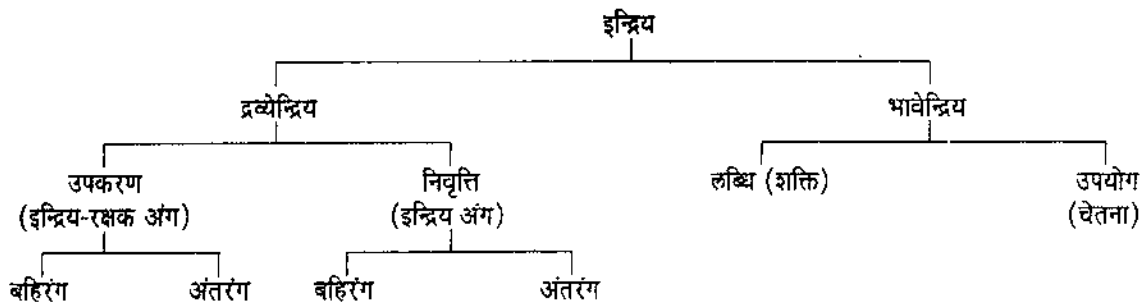 इन्द्रिय
द्रव्येन्द्रिय भावेन्द्रिय
उपकरण निवृत्ति लब्धि (शक्ति) उपयोग
(इन्द्रिय-रक्षक अंग) (इन्द्रिय अंग) (चेतना)
बहिरंग अंतरंग बहिरंग अंतरंग